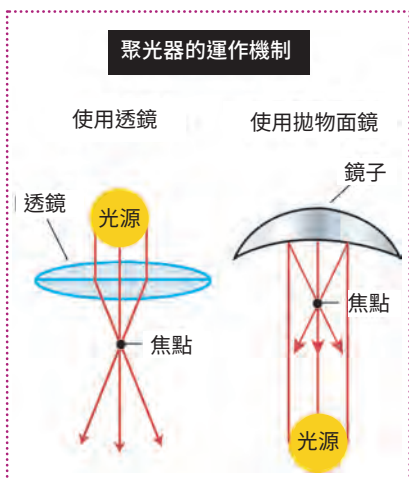 聚光器的運作機制
使用透鏡
透鏡
光源
焦點
使用拋物面鏡
鏡子
焦點
光源